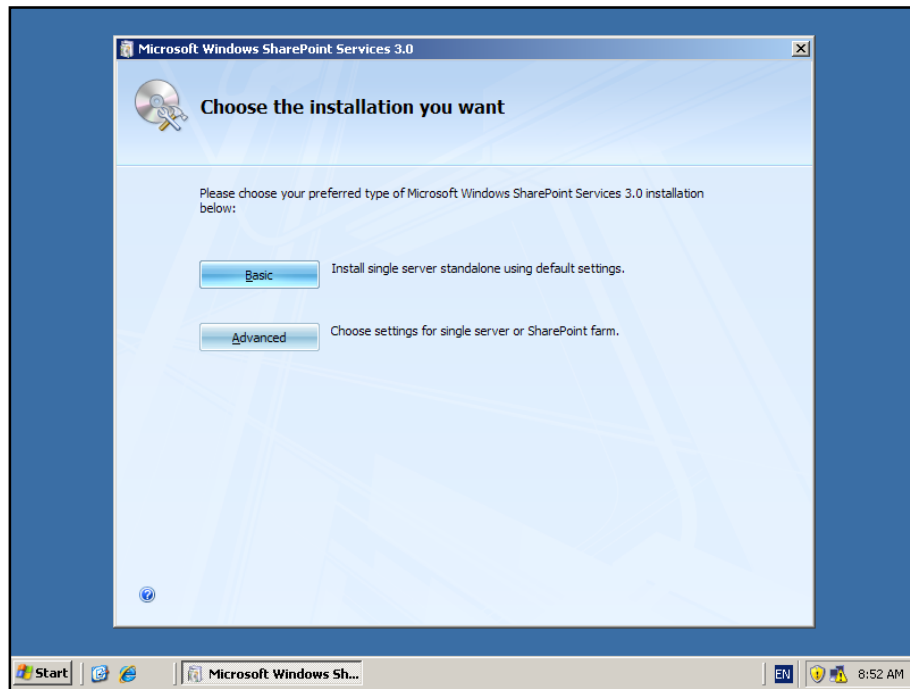 Microsoft Windows SharePoint Services 3.0
Choose the installation you want
Please choose your preferred type of Microsoft Windows SharePoint Services 3.0 installation
below:
Basic
Install single server standalone using default settings.
Advanced
Choose settings for single server or SharePoint farm.
Start
Microsoft Windows Sh...
EN
8:52 AM